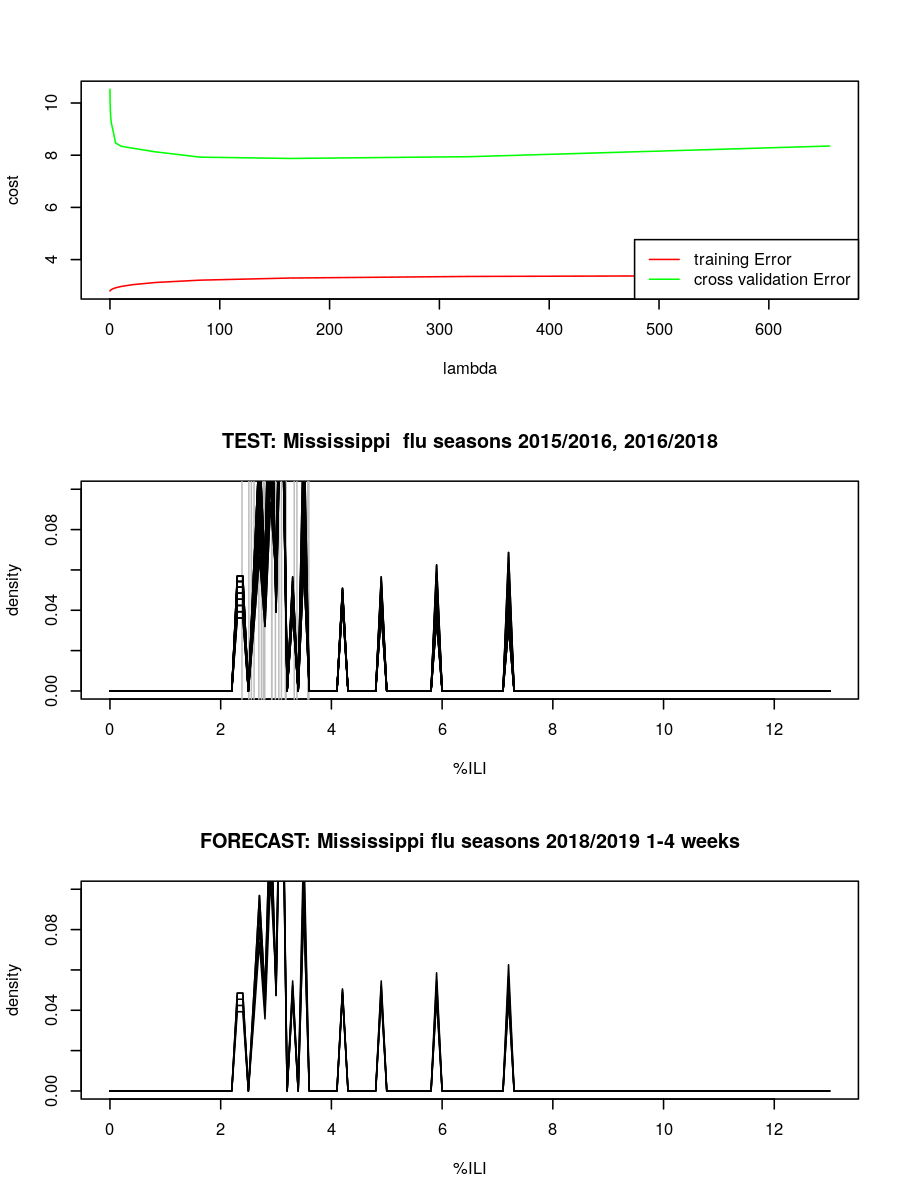 10
8
6
4
cost
training Error
cross validation Error
0 100 200 300 400 500 600
lambda
TEST: Mississippi  flu seasons 2015/2016, 2016/2018
0.08
0.04
0.00
density
0 2 4 6 8 10 12
%ILI
FORECAST: Mississippi flu seasons 2018/2019 1-4 weeks
0.08
0.04
0.00
density
0 2 4 6 8 10 12
%ILI